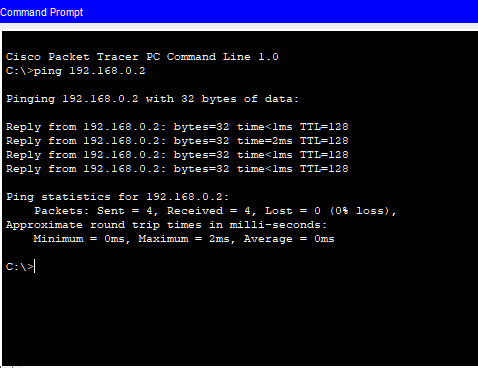 Command Prompt
Cisco Packet Tracer PC Command Line 1.0
C:\>ping 192.168.0.2
Pinging 192.168.0.2 with 32 bytes of data:
Reply from 192.168.0.2: bytes=32 time<1ms TTL=128
Reply from 192.168.0.2: bytes=32 time=2ms TTL=128
Reply from 192.168.0.2: bytes=32 time<1ms TTL=128
Reply from 192.168.0.2: bytes=32 time<1ms TTL=128
Ping statistics for 192.168.0.2:
Packets: Sent = 4, Received = 4, Lost = 0 (0% loss),
Approximate round trip times in milli-seconds:
Minimum = 0ms, Maximum = 2ms, Average = 0ms
C:\>